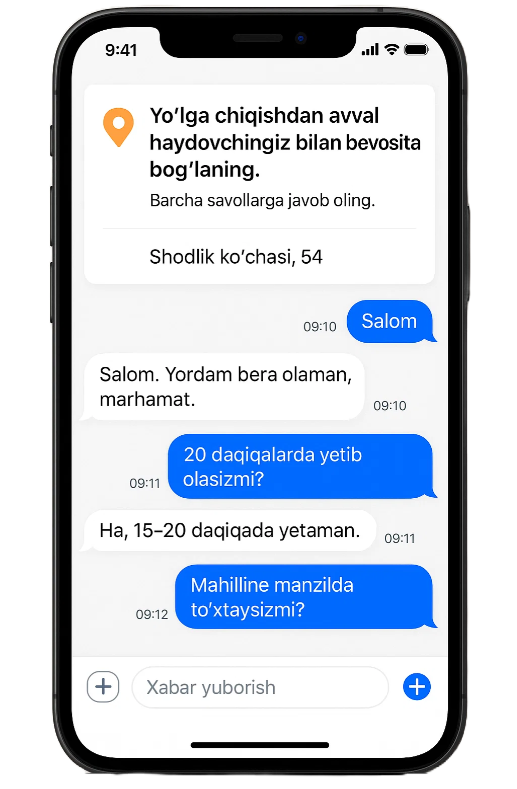 9:41
Yo‘lga chiqishdan avval
haydovchingiz bilan bevosita
bog‘laning.
Barcha savollarga javob oling.
Shodlik ko‘chasi, 54
09:10 Salom
Salom. Yordam bera olaman,
marhamat. 09:10
20 daqiqalarda yetib
09:11 olasizmi?
Ha, 15–20 daqiqada yetaman. 09:11
Mahilline manzilda
09:12 to‘xtaysizmi?
Xabar yuborish